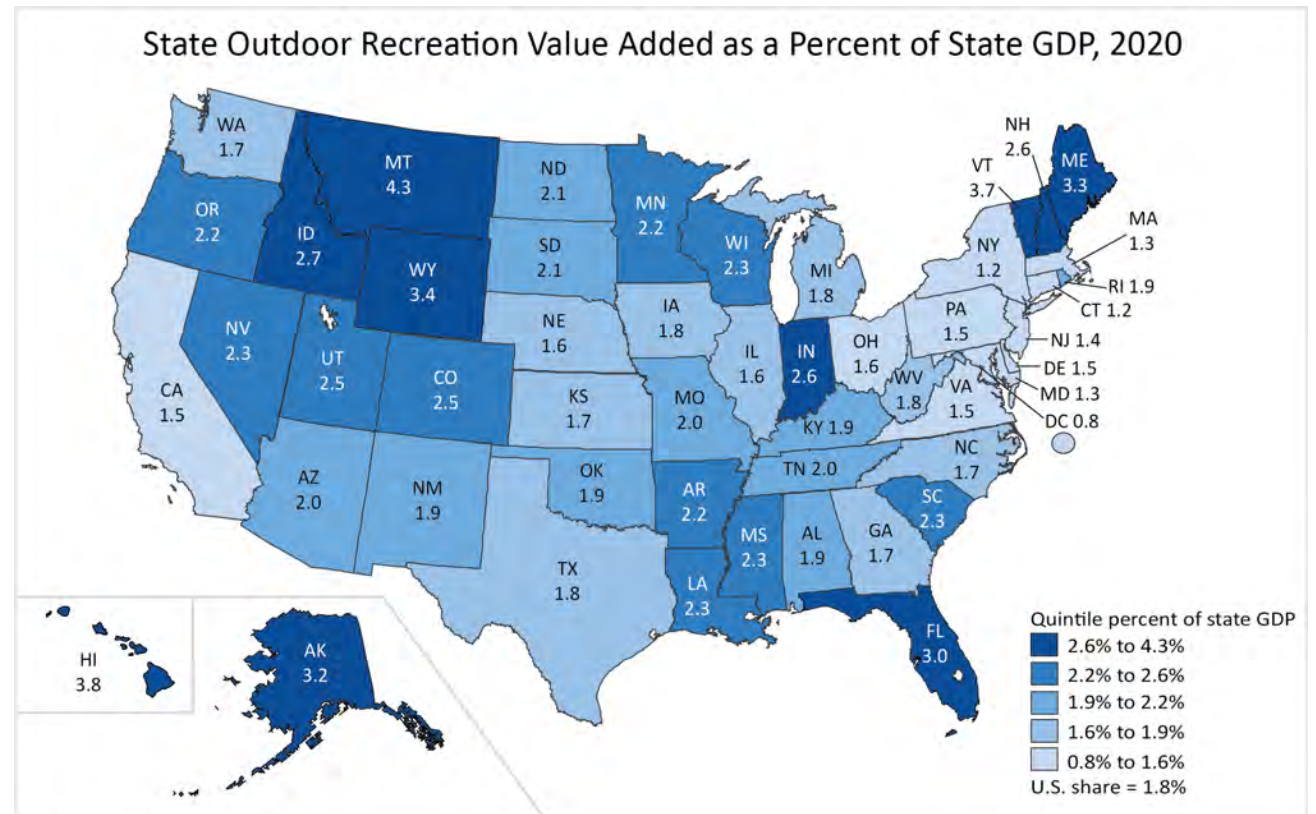 State Outdoor Recreation Value Added as a Percent of State GDP, 2020
WA
1.7
MT
4.3
ND
2.1
MN
2.2
NH
2.6
VT
3.7
ME
3.3
OR
2.2
ID
2.7
WY
3.4
SD
2.1
WI
2.3
MI
1.8
NY
1.2
MA
1.3
RI 1.9
CT 1.2
NV
2.3
UT
2.5
CO
2.5
NE
1.6
IA
1.8
IL
1.6
IN
2.6
OH
1.6
PA
1.5
NJ 1.4
DE 1.5
MD 1.3
DC 0.8
CA
1.5
KS
1.7
MO
2.0
KY 1.9
WV
1.8
VA
1.5
AZ
2.0
NM
1.9
OK
1.9
AR
2.2
TN 2.0
NC
1.7
SC
2.3
TX
1.8
LA
2.3
MS
2.3
AL
1.9
GA
1.7
FL
3.0
HI
3.8
AK
3.2
Quintile percent of state GDP
2.6% to 4.3%
2.2% to 2.6%
1.9% to 2.2%
1.6% to 1.9%
0.8% to 1.6%
U.S. share = 1.8%